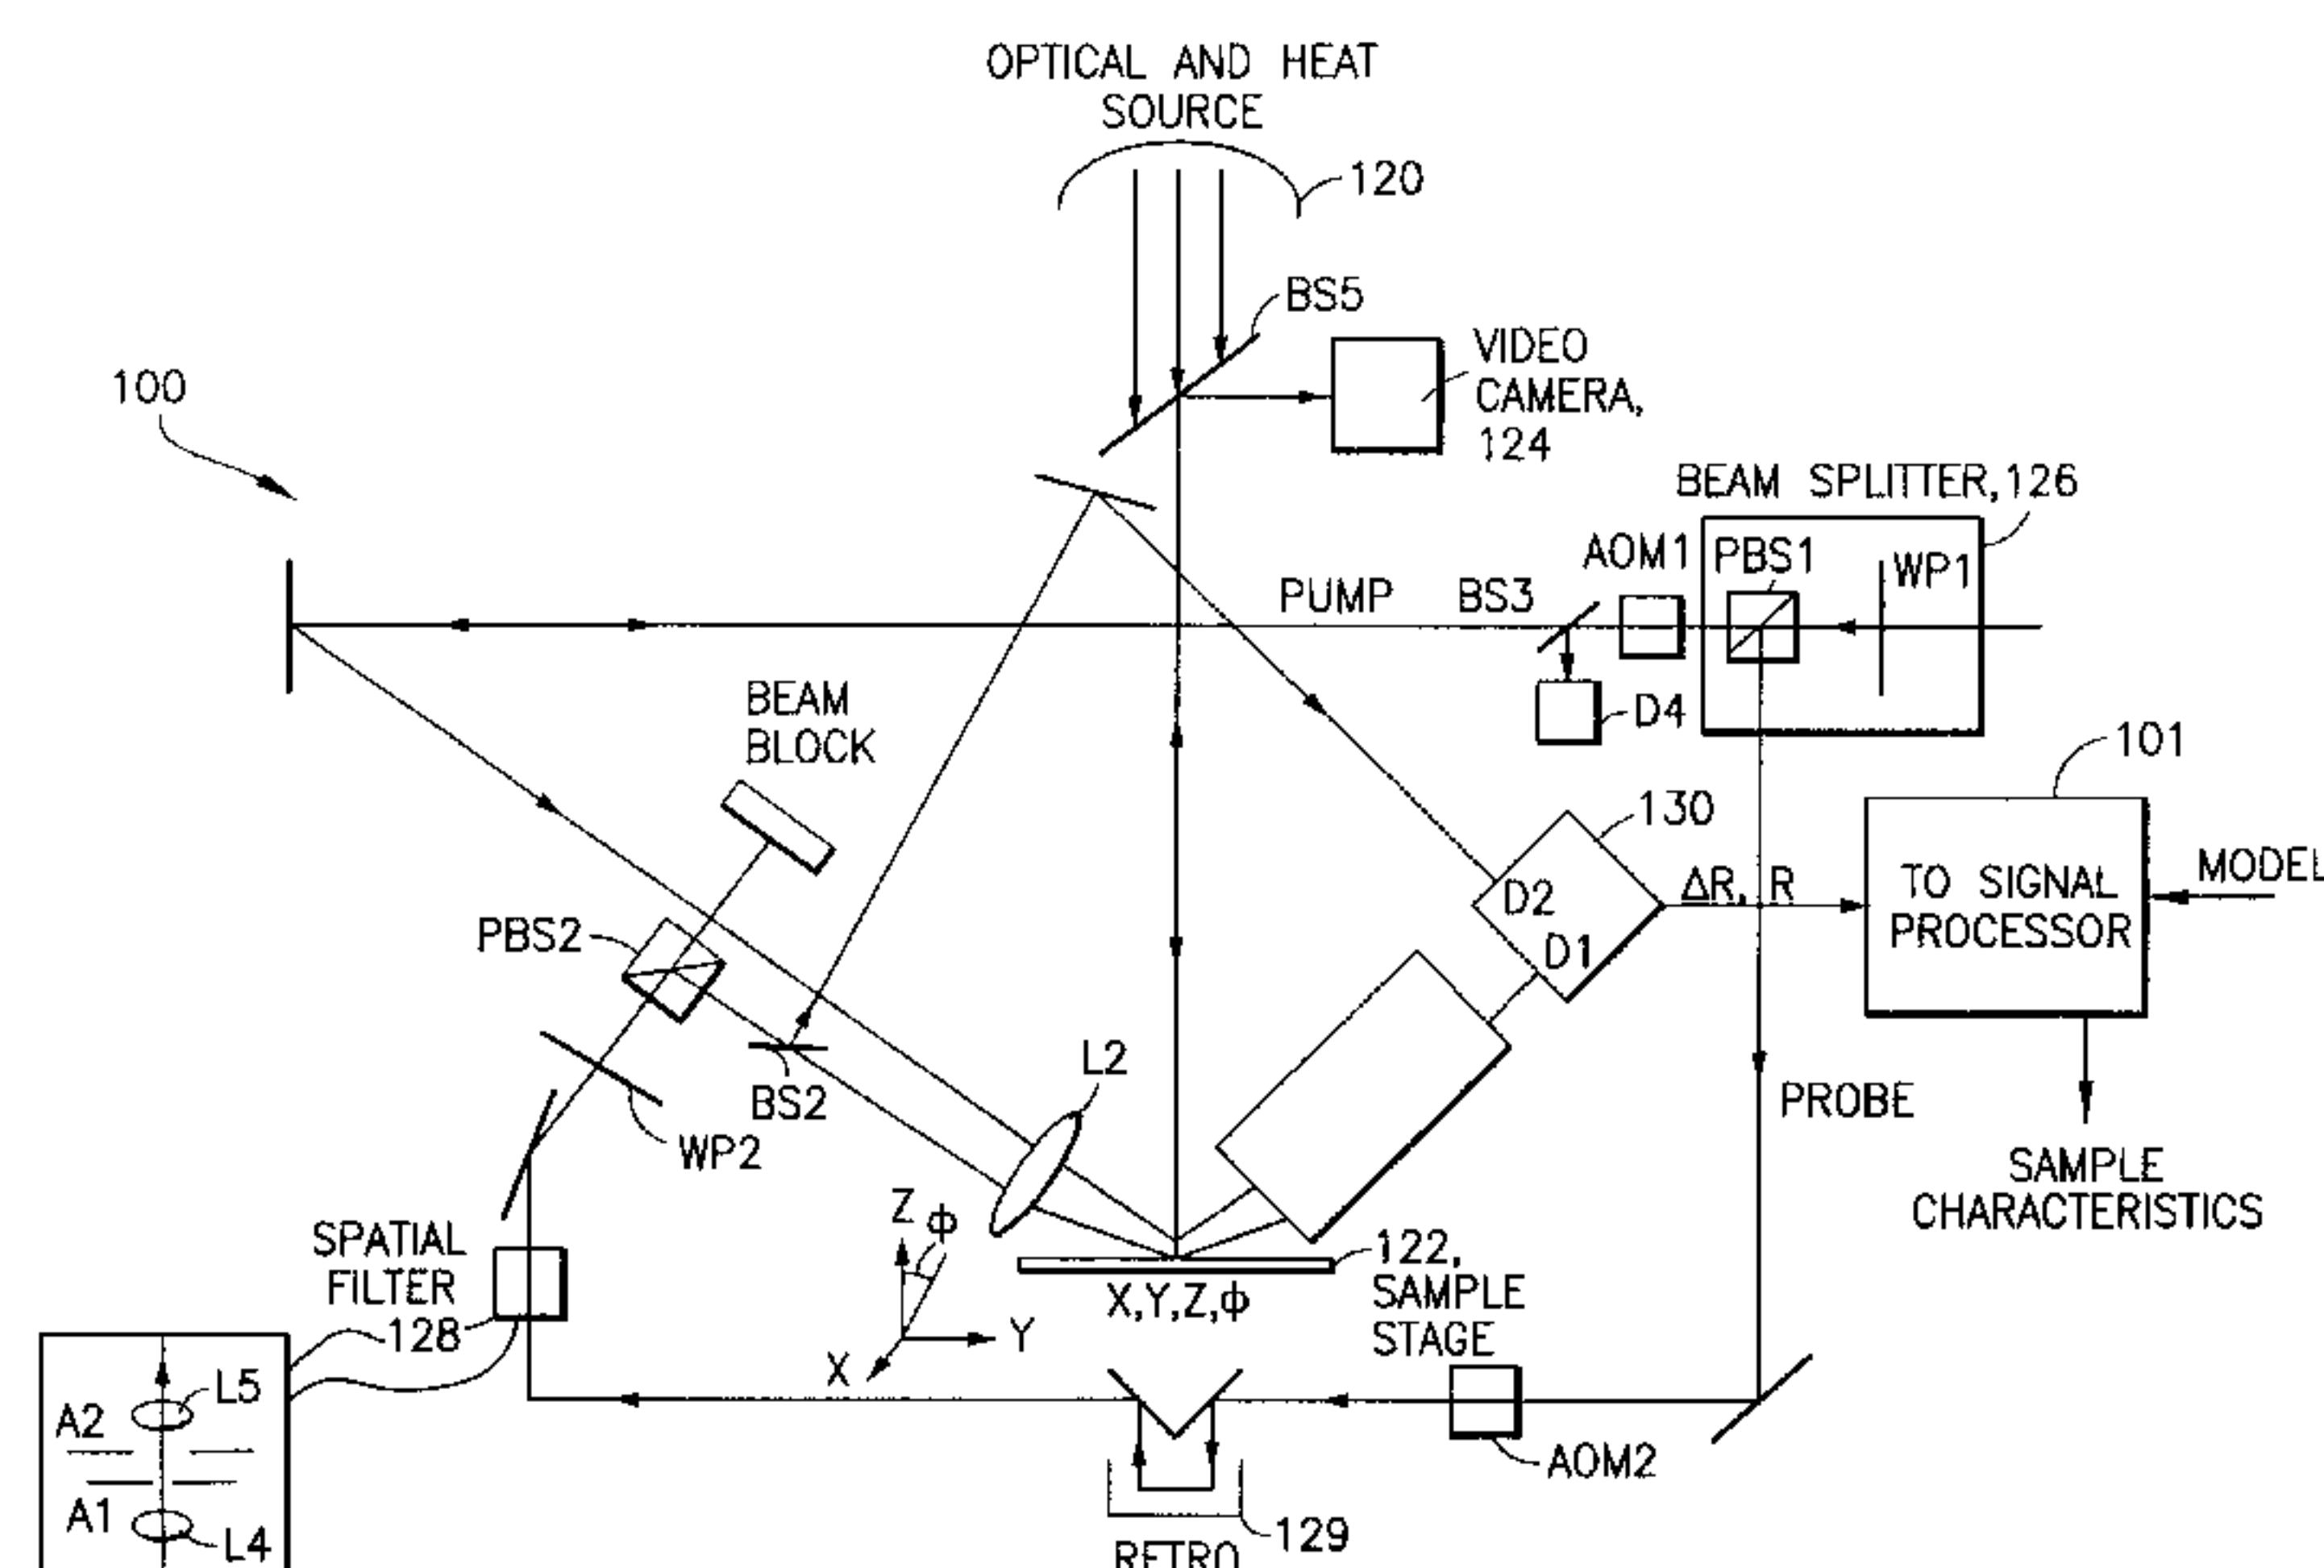 OPTICAL AND HEAT
SOURCE
120
BS5
VIDEO
CAMERA,
124
100
BEAM SPLITTER, 126
AOM1
PBS1
WP1
PUMP
BS3
D4
BEAM
BLOCK
101
130
MODEL
D2
D1
ΔR, R
TO SIGNAL
PROCESSOR
PBS2
BS2
L2
WP2
PROBE
SAMPLE
CHARACTERISTICS
Z
ϕ
Y
X
SPATIAL
FILTER
128
122,
SAMPLE
STAGE
X,Y,Z,ϕ
L5
A2
A1
L4
AOM2
129
RETRO